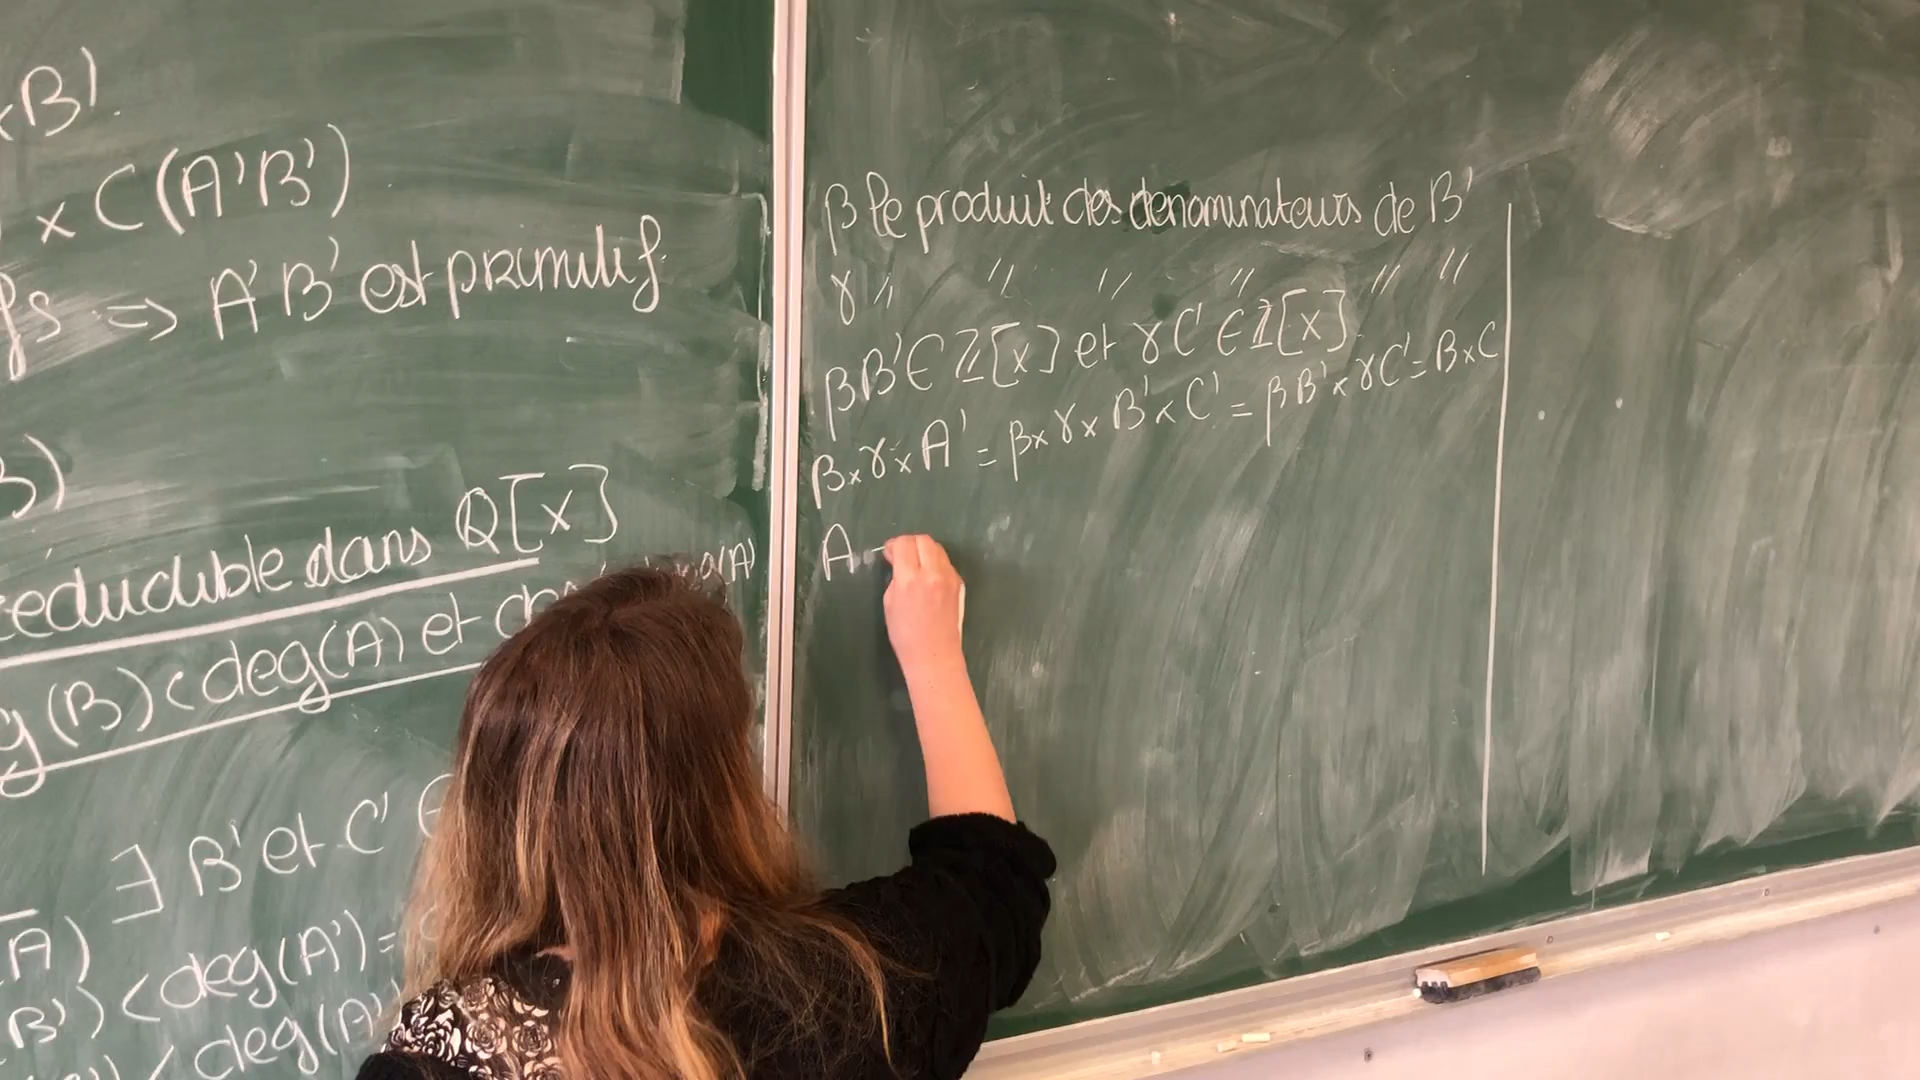 ×B).
× C(A'B')
fs => A'B' est primitif.
B)
réductible dans Q[x]
g(B) < deg(A) et deg(A)
∃ B' et C' ∈
(A)
B') < deg(A') =
< deg(A')
β le produit des dénominateurs de B'
γ " " " " " "
βB' ∈ Z[x] et γC' ∈ Z[x].
β×γ×A' = β×γ×B'×C' = βB'×γC' = B×C
A -